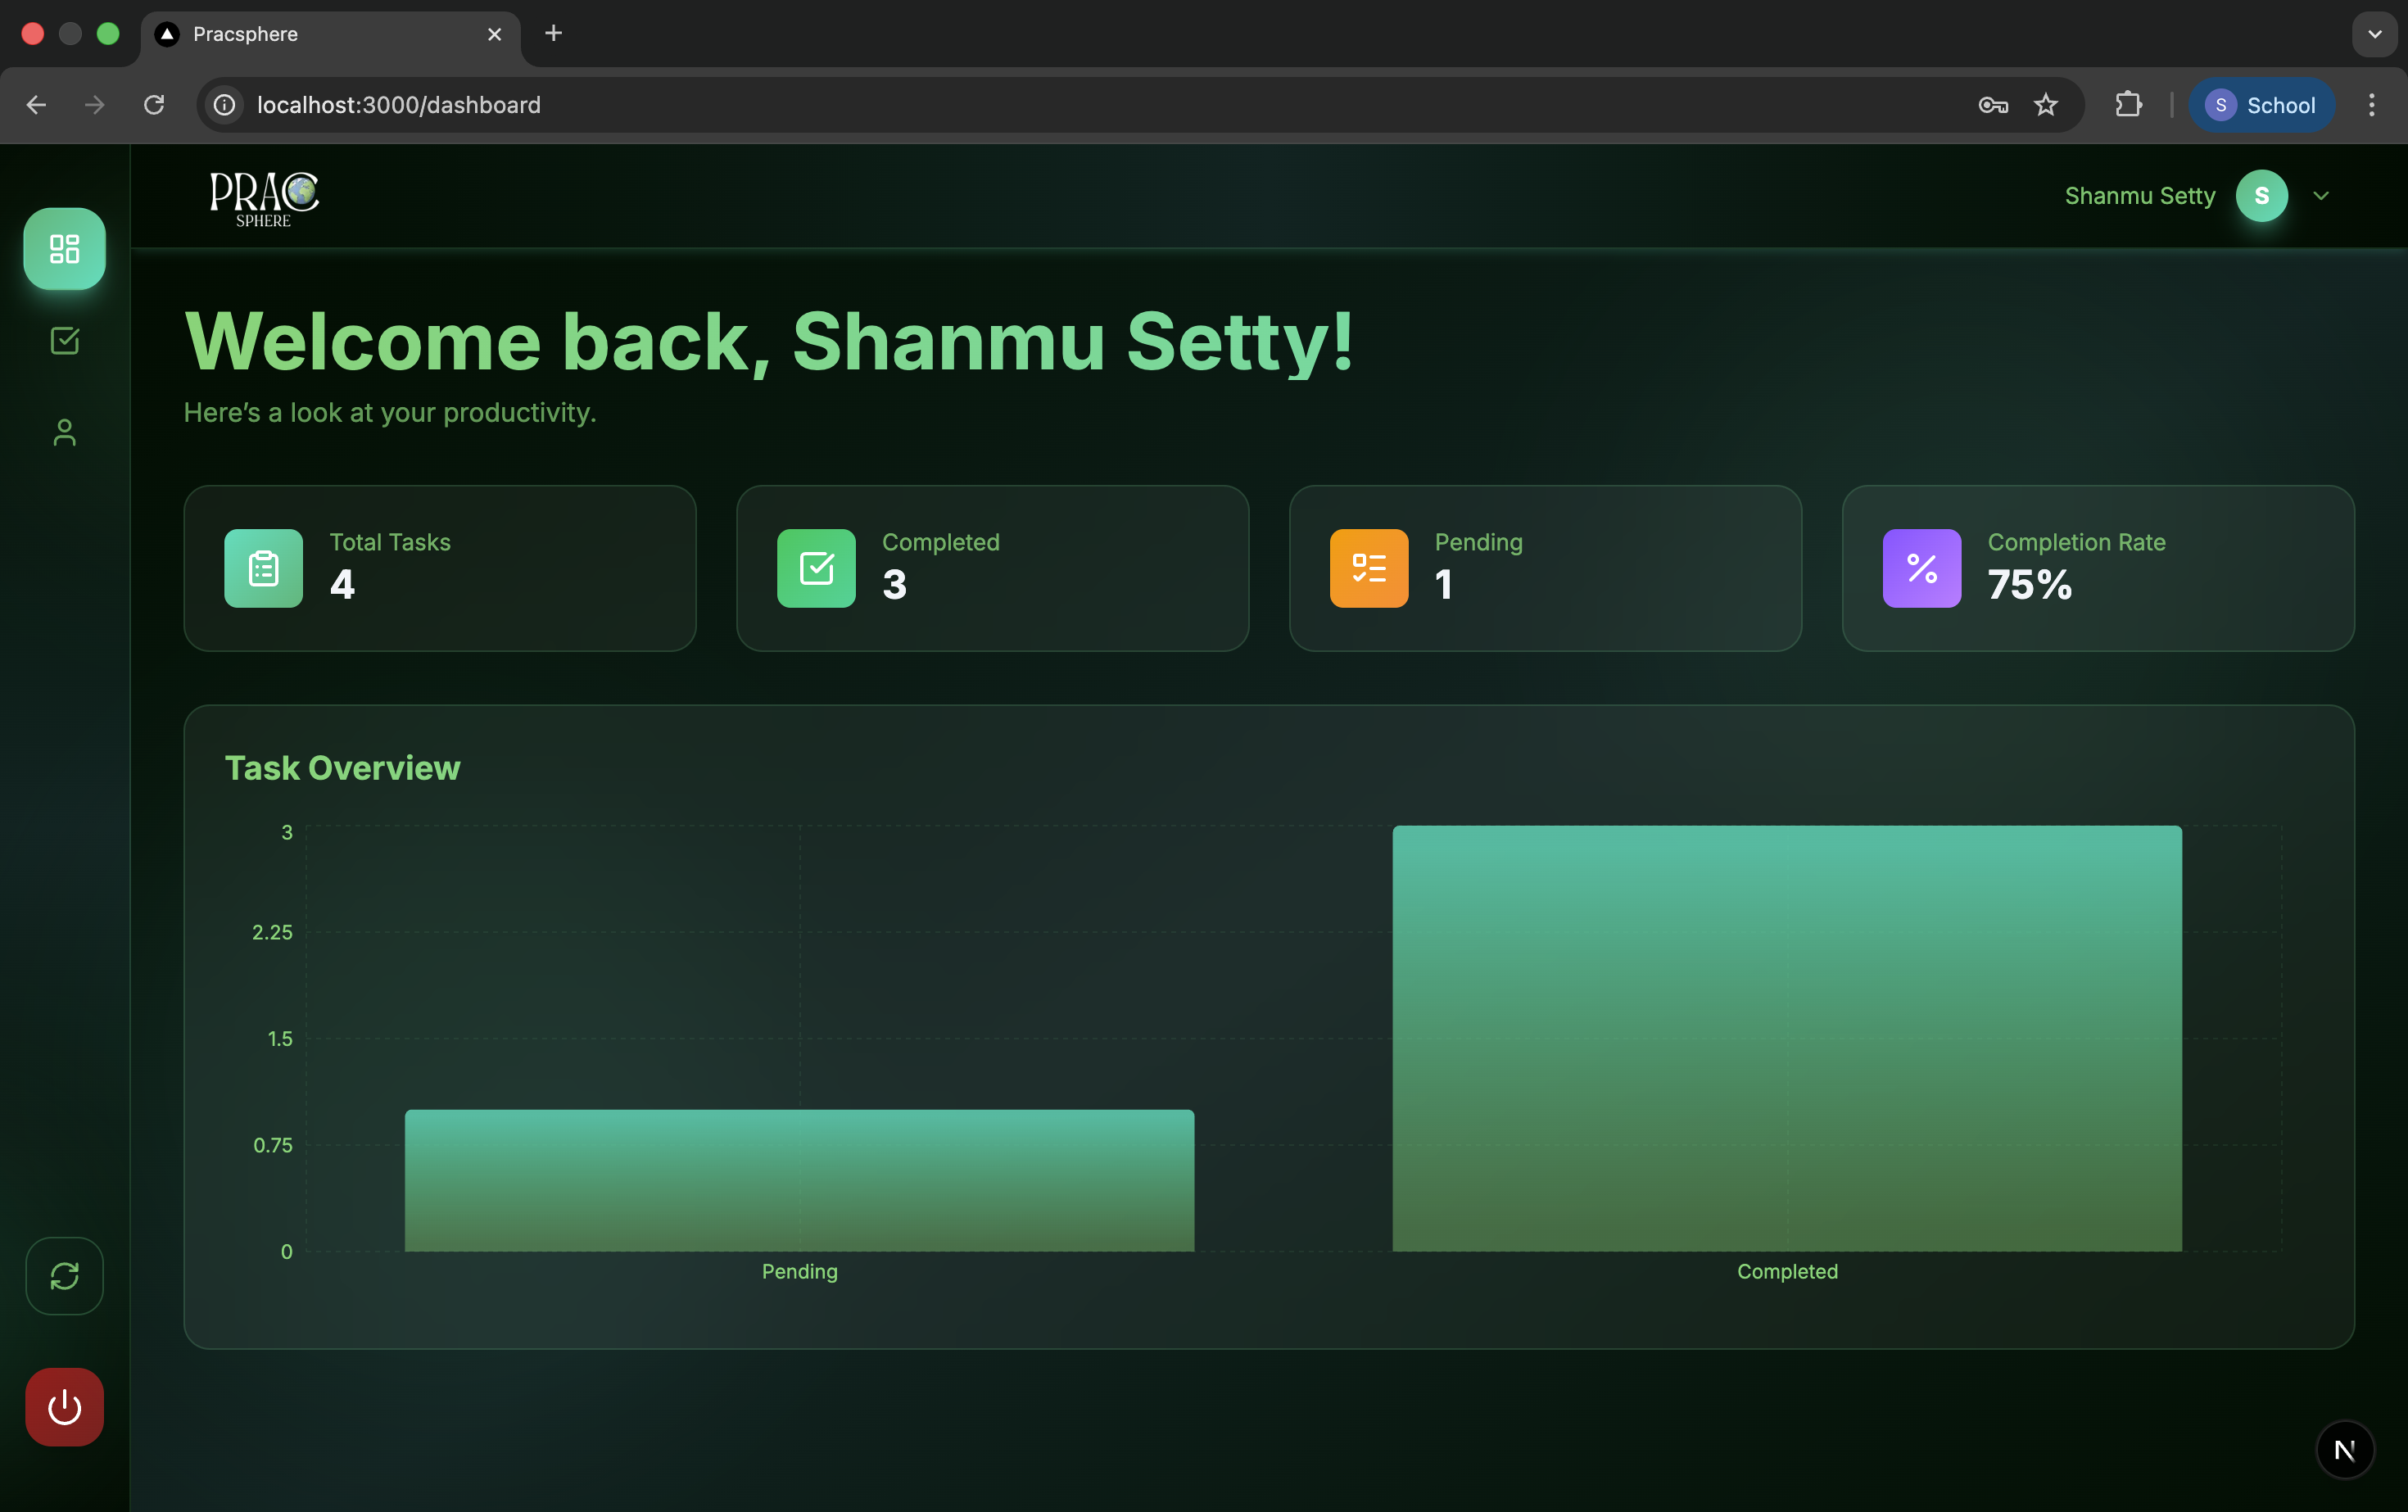 Pracsphere
localhost:3000/dashboard
S School
PRAC
SPHERE
Shanmu Setty S
Welcome back, Shanmu Setty!
Here’s a look at your productivity.
Total Tasks
4
Completed
3
Pending
1
Completion Rate
75%
Task Overview
3
2.25
1.5
0.75
0
Pending
Completed
N